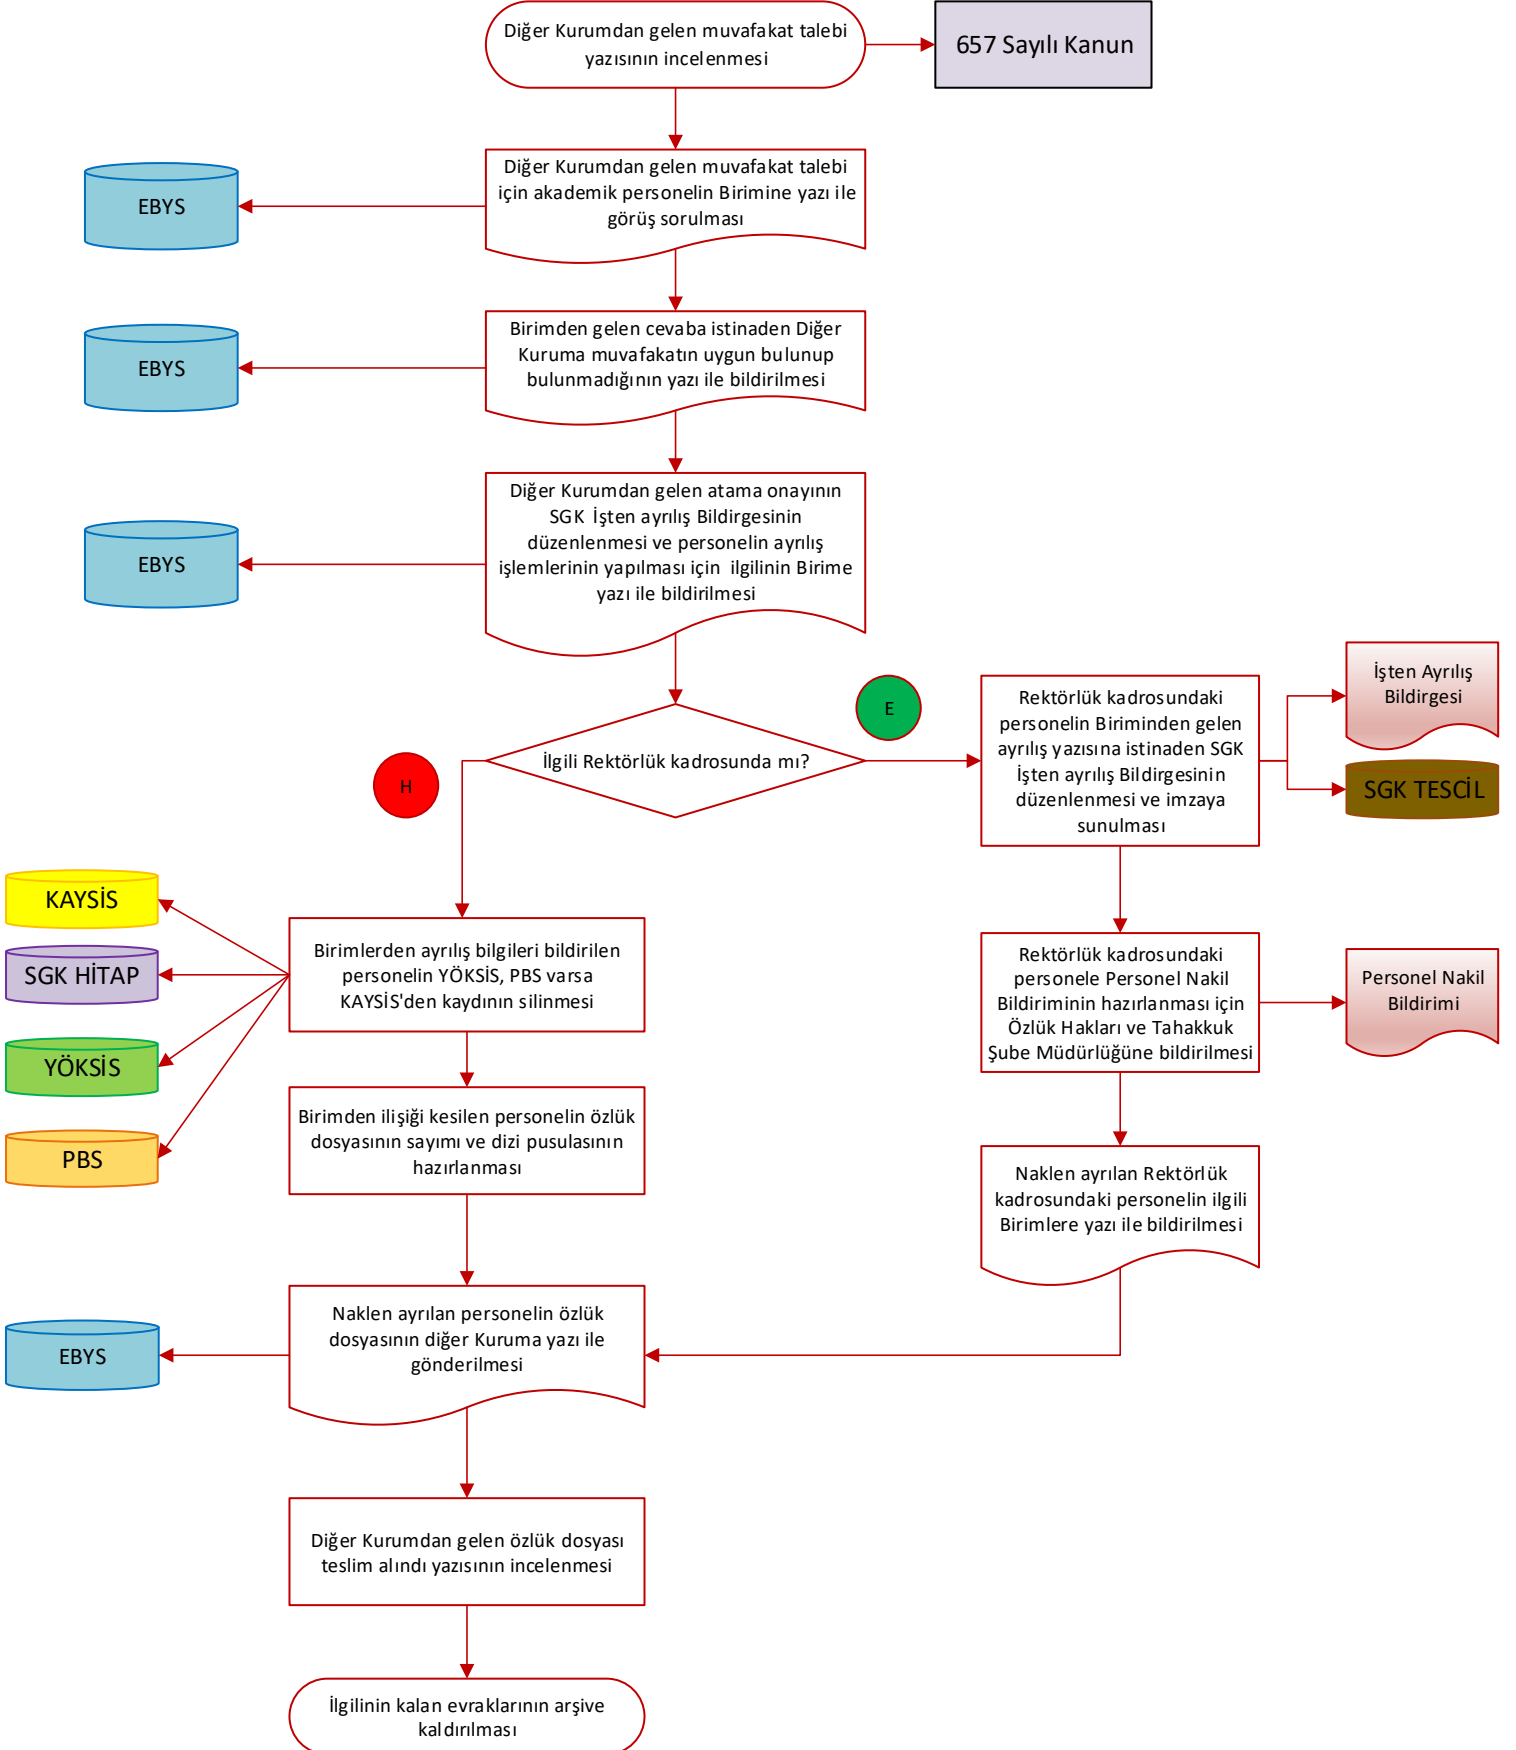 Diğer Kurumdan gelen muvafakat talebi
yazısının incelenmesi
657 Sayılı Kanun
Diğer Kurumdan gelen muvafakat talebi
için akademik personelin Birimine yazı ile
görüş sorulması
EBYS
Birimden gelen cevaba istinaden Diğer
Kuruma muvafakatın uygun bulunup
bulunmadığının yazı ile bildirilmesi
EBYS
Diğer Kurumdan gelen atama onayının
SGK İşten ayrılış Bildirgesinin
düzenlenmesi ve personelin ayrılış
işlemlerinin yapılması için ilgilinin Birime
yazı ile bildirilmesi
EBYS
İlgili Rektörlük kadrosunda mı?
E
H
Rektörlük kadrosundaki
personelin Biriminden gelen
ayrılış yazısına istinaden SGK
İşten ayrılış Bildirgesinin
düzenlenmesi ve imzaya
sunulması
İşten Ayrılış
Bildirgesi
SGK TESCİL
KAYSİS
SGK HİTAP
YÖKSİS
PBS
Birimlerden ayrılış bilgileri bildirilen
personelin YÖKSİS, PBS varsa
KAYSİS'den kaydının silinmesi
Rektörlük kadrosundaki
personele Personel Nakil
Bildiriminin hazırlanması için
Özlük Hakları ve Tahakkuk
Şube Müdürlüğüne bildirilmesi
Personel Nakil
Bildirimi
Birimden ilişiği kesilen personelin özlük
dosyasının sayımı ve dizi pusulasının
hazırlanması
Naklen ayrılan Rektörlük
kadrosundaki personelin ilgili
Birimlere yazı ile bildirilmesi
Naklen ayrılan personelin özlük
dosyasının diğer Kuruma yazı ile
gönderilmesi
EBYS
Diğer Kurumdan gelen özlük dosyası
teslim alındı yazısının incelenmesi
İlgilinin kalan evraklarının arşive
kaldırılması